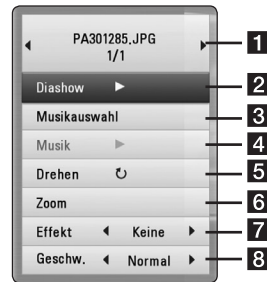 PA301285.JPG 1
1/1
Diashow 2
Musikauswahl 3
Musik 4
Drehen 5
Zoom 6
Effekt Keine 7
Geschw. Normal 8